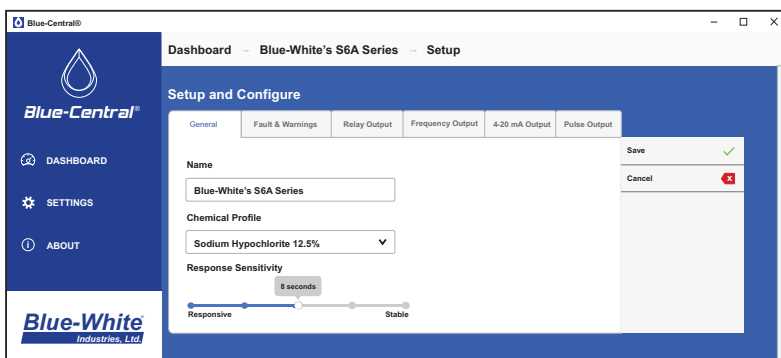 Blue-Central®
Dashboard → Blue-White's S6A Series → Setup
Blue-Central®
DASHBOARD
SETTINGS
ABOUT
Blue-White
Industries, Ltd.
Setup and Configure
General Fault & Warnings Relay Output Frequency Output 4-20 mA Output Pulse Output
Name
Blue-White's S6A Series
Chemical Profile
Sodium Hypochlorite 12.5%
Response Sensitivity
8 seconds
Responsive Stable
Save
Cancel
X